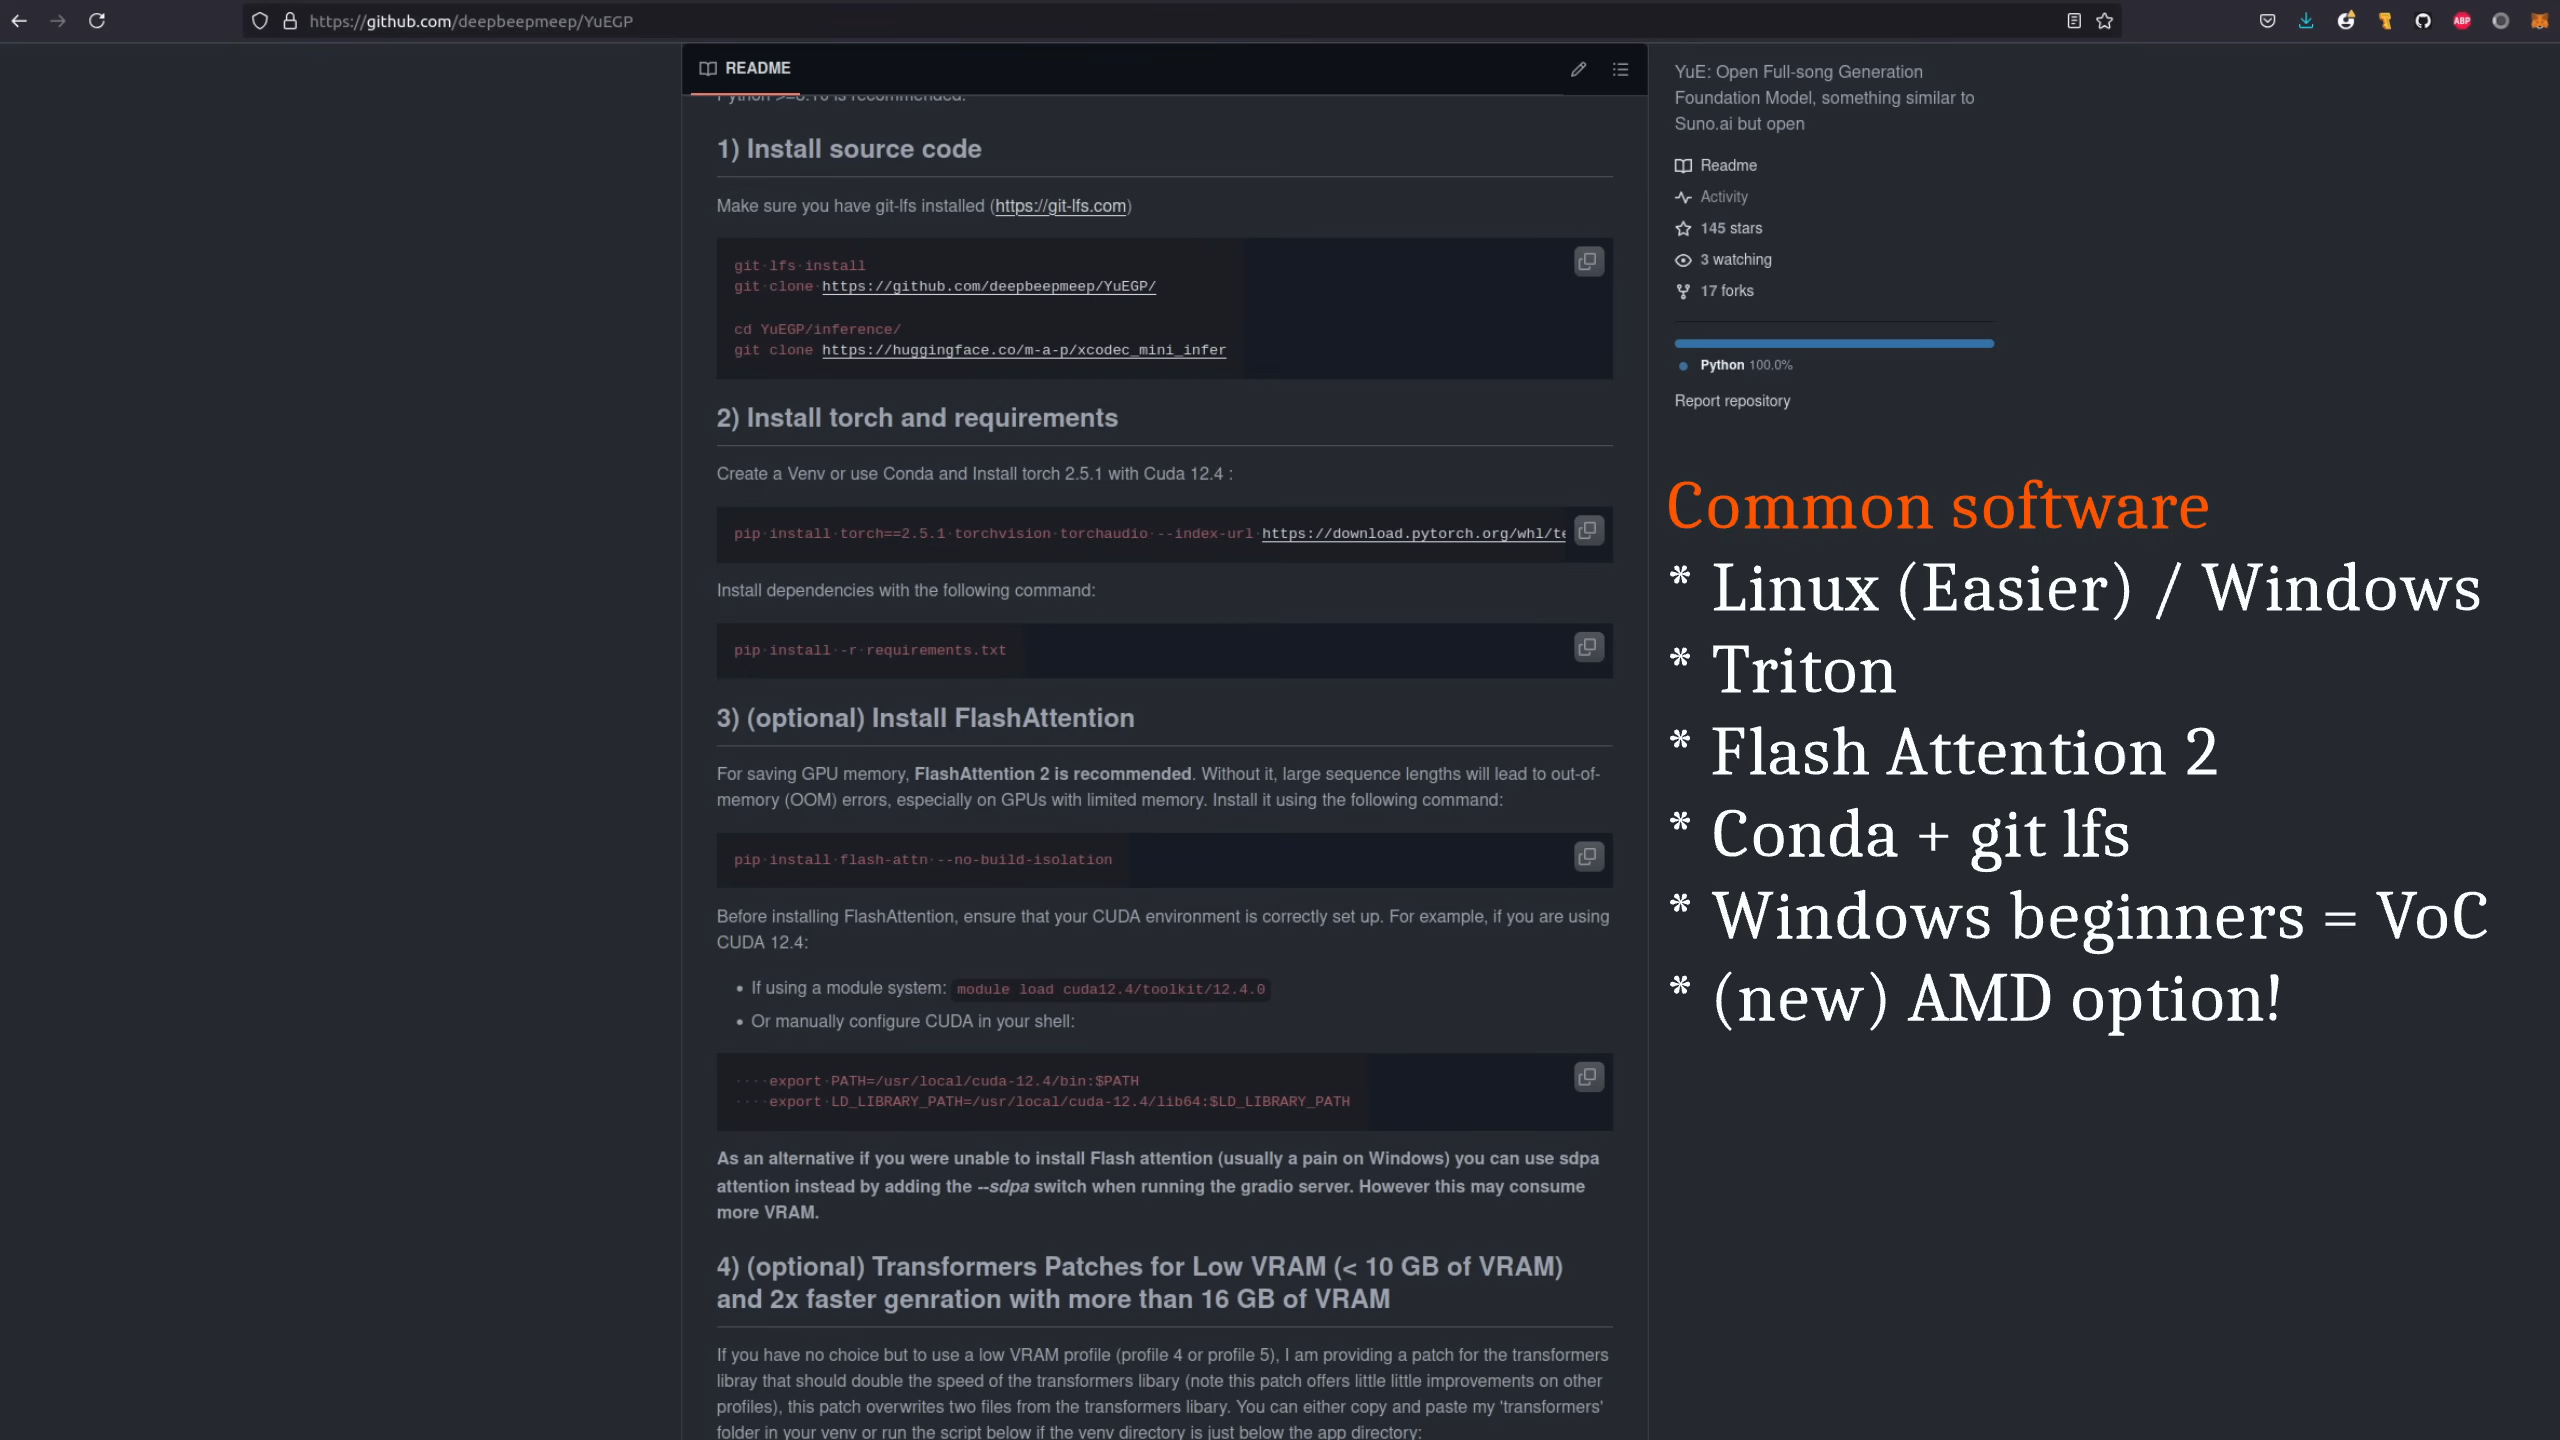 https://github.com/deepbeepmeep/YuEGP
README
Python >=3.10 is recommended.
1) Install source code
Make sure you have git-lfs installed (https://git-lfs.com)
git lfs install
git clone https://github.com/deepbeepmeep/YuEGP/
cd YuEGP/inference/
git clone https://huggingface.co/m-a-p/xcodec_mini_infer
2) Install torch and requirements
Create a Venv or use Conda and Install torch 2.5.1 with Cuda 12.4 :
pip install torch==2.5.1 torchvision torchaudio --index-url https://download.pytorch.org/whl/te
Install dependencies with the following command:
pip install -r requirements.txt
3) (optional) Install FlashAttention
For saving GPU memory, FlashAttention 2 is recommended. Without it, large sequence lengths will lead to out-of-
memory (OOM) errors, especially on GPUs with limited memory. Install it using the following command:
pip install flash-attn --no-build-isolation
Before installing FlashAttention, ensure that your CUDA environment is correctly set up. For example, if you are using
CUDA 12.4:
• If using a module system: module load cuda12.4/toolkit/12.4.0
• Or manually configure CUDA in your shell:
····export PATH=/usr/local/cuda-12.4/bin:$PATH
····export LD_LIBRARY_PATH=/usr/local/cuda-12.4/lib64:$LD_LIBRARY_PATH
As an alternative if you were unable to install Flash attention (usually a pain on Windows) you can use sdpa
attention instead by adding the --sdpa switch when running the gradio server. However this may consume
more VRAM.
4) (optional) Transformers Patches for Low VRAM (< 10 GB of VRAM)
and 2x faster genration with more than 16 GB of VRAM
If you have no choice but to use a low VRAM profile (profile 4 or profile 5), I am providing a patch for the transformers
libray that should double the speed of the transformers libary (note this patch offers little little improvements on other
profiles), this patch overwrites two files from the transformers libary. You can either copy and paste my 'transformers'
folder in your venv or run the script below if the venv directory is just below the app directory:
YuE: Open Full-song Generation
Foundation Model, something similar to
Suno.ai but open
Readme
Activity
145 stars
3 watching
17 forks
Python 100.0%
Report repository
Common software
* Linux (Easier) / Windows
* Triton
* Flash Attention 2
* Conda + git lfs
* Windows beginners = VoC
* (new) AMD option!
ABP